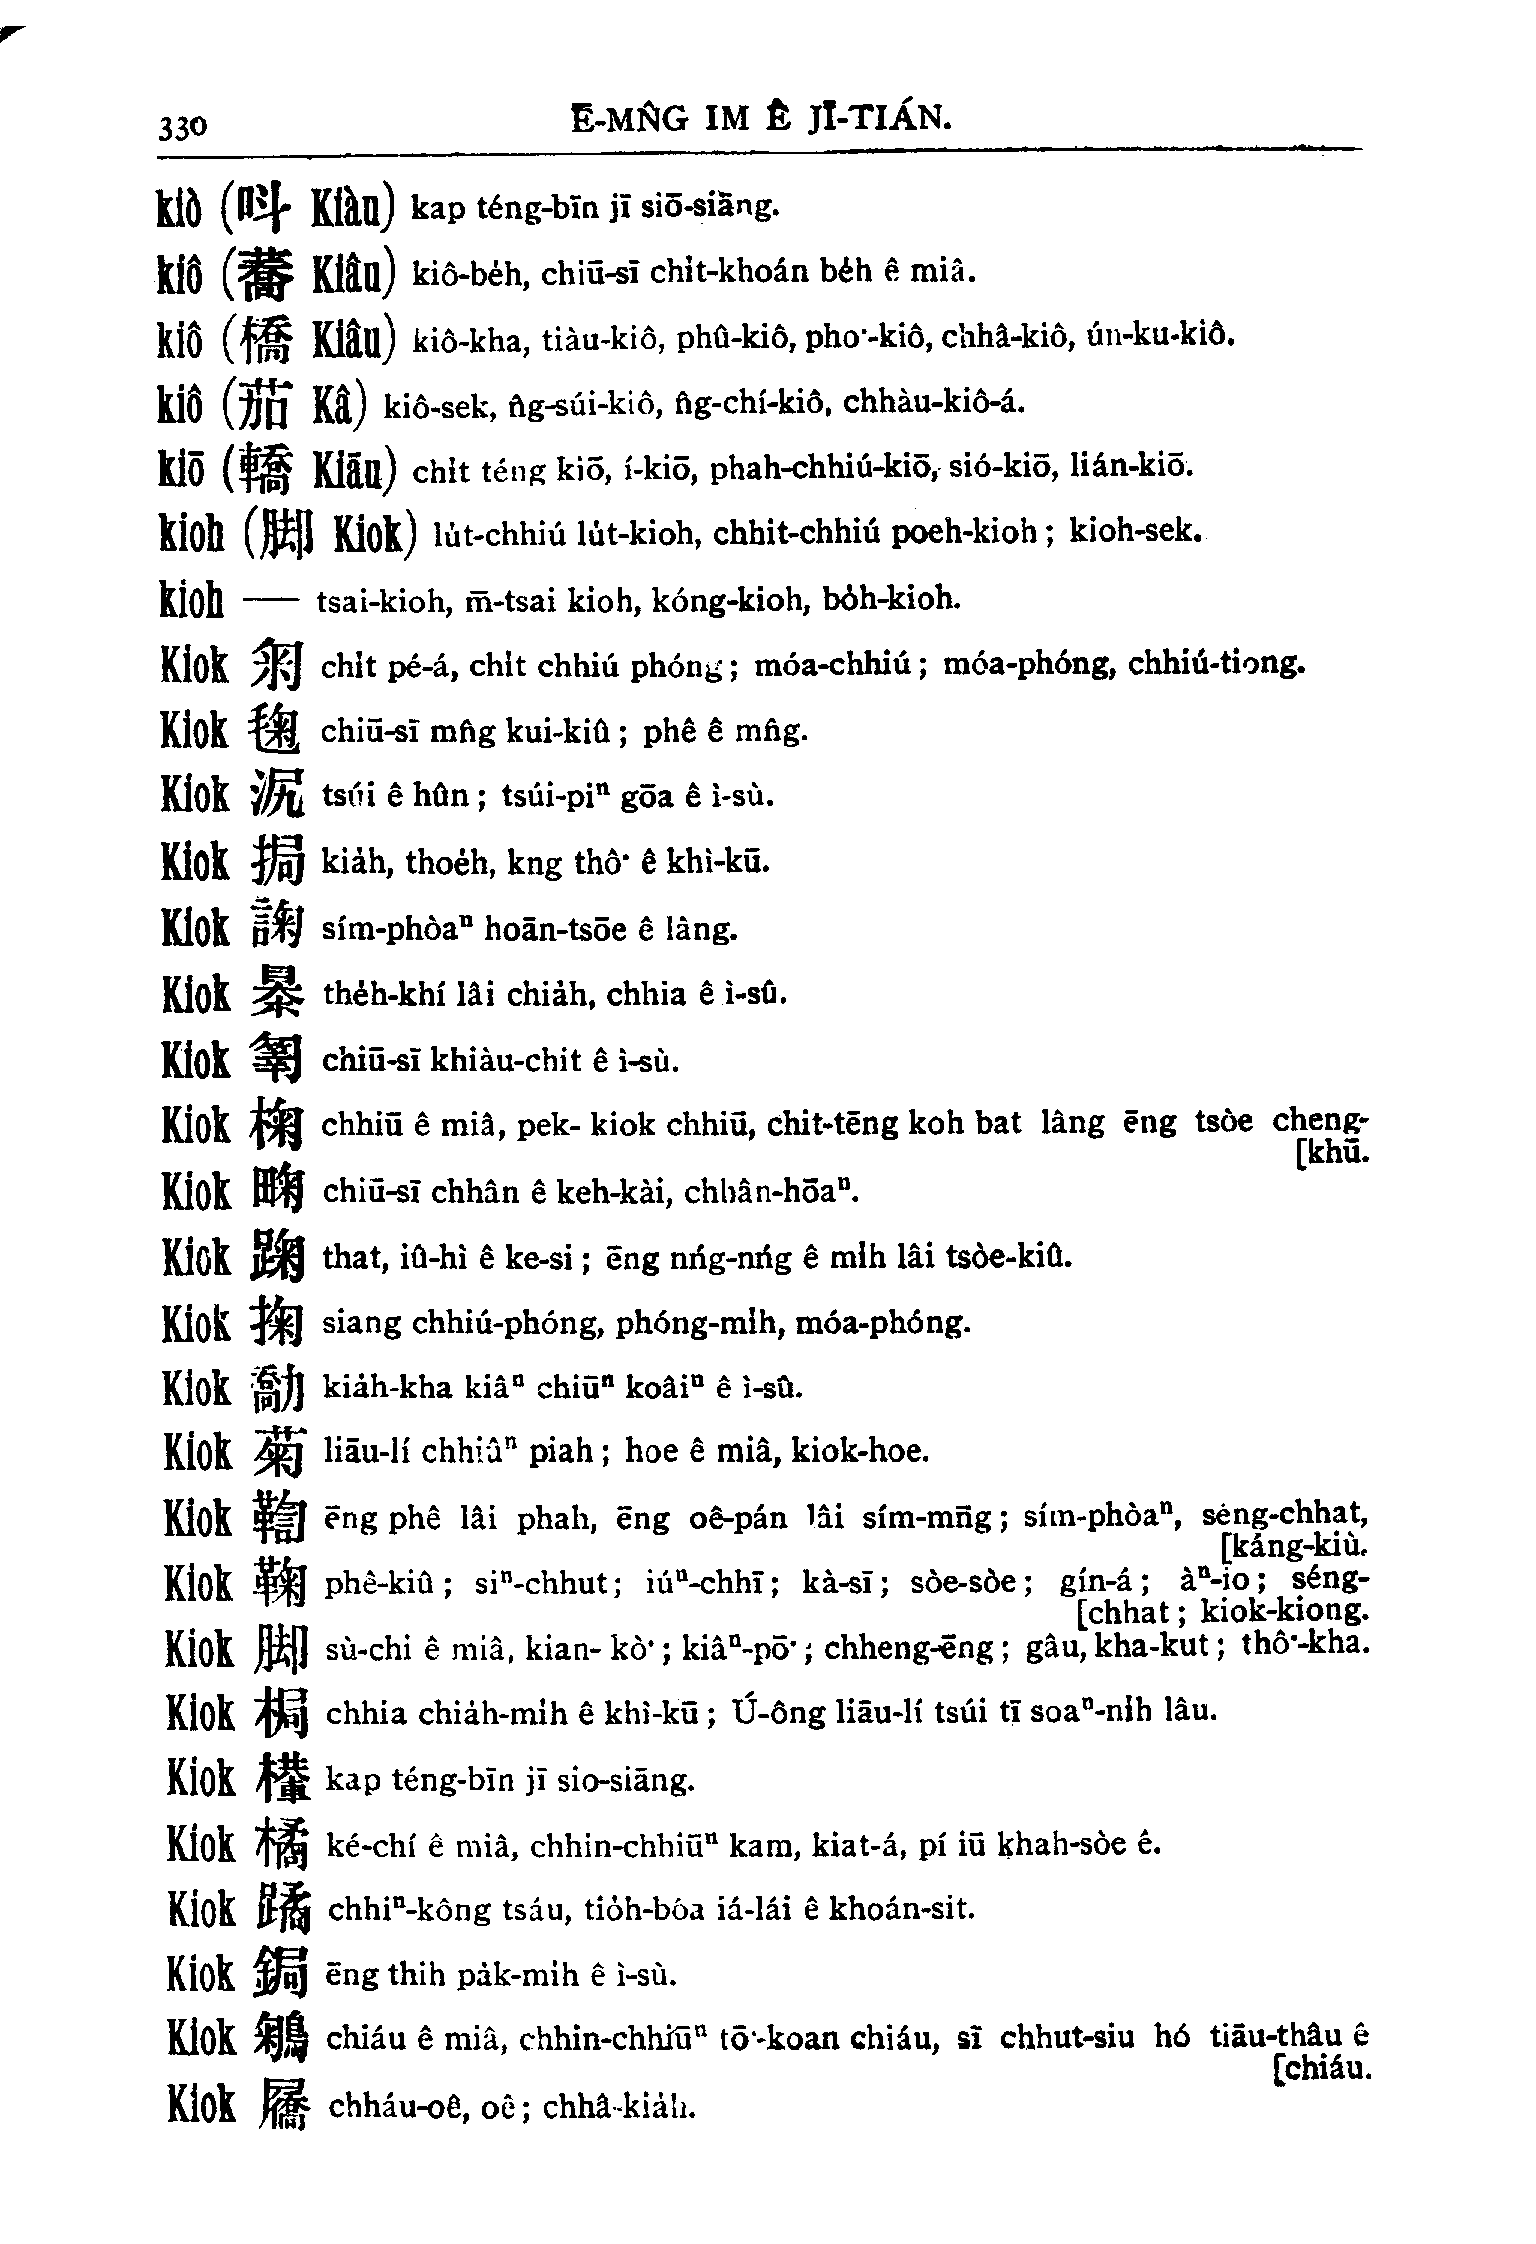 330
Ē-MN̂G IM Ê JĪ-TIÁN.
kiò (呌 Kiàu) kap téng-bīn jī siō-siāng.
kiô (蕎 Kiâu) kiô-be̍h, chiū-sī chi̍t-khoán be̍h ê miâ.
kiô (橋 Kiâu) kiô-kha, tiàu-kiô, phû-kiô, pho͘-kiô, chhâ-kiô, ún-ku-kiô.
kiô (茄 Kâ) kiô-sek, n̂g-súi-kiô, n̂g-chí-kiô, chhàu-kiô-á.
kiō (轎 Kiāu) chi̍t téng kiō, í-kiō, phah-chhiú-kiō, sió-kiō, lián-kiō.
kioh (脚 Kiok) lu̍t-chhiú lu̍t-kioh, chhit-chhiú poeh-kioh; kioh-sek.
kioh — tsai-kioh, m̄-tsai kioh, kóng-kioh, bo̍h-kioh.
Kiok 匊 chi̍t pé-á, chi̍t chhiú phóng; móa-chhiú; móa-phóng, chhiú-tiong.
Kiok 毱 chiū-sī mn̂g kui-kiû; phê ê mn̂g.
Kiok tsúi ê hûn; tsúi-piⁿ gōa ê ì-sù.
Kiok 挶 kia̍h, thoe̍h, kng thô͘ ê khì-kū.
Kiok 諊 sím-phòaⁿ hoān-tsōe ê lâng.
Kiok 暴 the̍h-khí lâi chia̍h, chhia ê ì-sû.
Kiok chiū-sī khiàu-chit ê ì-sù.
Kiok 椈 chhiū ê miâ, pek- kiok chhiū, chit-tēng koh bat lâng ēng tsòe cheng-
[khū.
Kiok 畼 chiū-sī chhân ê keh-kài, chhân-hōaⁿ.
Kiok 踘 that, iû-hì ê ke-si; ēng nńg-nńg ê mi̍h lâi tsòe-kiû.
Kiok 掬 siang chhiú-phóng, phóng-mi̍h, móa-phóng.
Kiok 勪 kia̍h-kha kiâⁿ chiūⁿ koâiⁿ ê ì-sû.
Kiok 菊 liāu-lí chhiûⁿ piah; hoe ê miâ, kiok-hoe.
Kiok 鞫 ēng phê lâi phah, ēng oê-pán lâi sím-mn̄g; sím-phòaⁿ, se̍ng-chhat,
[káng-kiù.
Kiok 鞠 phê-kiû; siⁿ-chhut; iúⁿ-chhī; kà-sī; sòe-sòe; gín-á; àⁿ-io; séng-
[chhat; kiok-kiong.
Kiok 脚 sù-chi ê miâ, kian- kò͘; kiâⁿ-pō͘; chheng-ēng; gâu, kha-kut; thô͘-kha.
Kiok 梮 chhia chia̍h-mi̍h ê khì-kū; Ú-ông liāu-lí tsúi tī soaⁿ-ni̍h lâu.
Kiok kap téng-bīn jī sio-siāng.
Kiok 橘 ké-chí ê miâ, chhin-chhiūⁿ kam, kiat-á, pí iū khah-sòe ê.
Kiok 蹫 chhiⁿ-kông tsáu, tio̍h-bóa iá-lái ê khoán-sit.
Kiok 鋦 ēng thih pa̍k-mi̍h ê ì-sù.
Kiok 鵴 chiáu ê miâ, chhin-chhiūⁿ tō͘-koan chiáu, sī chhut-siu hó tiāu-thâu ê
[chiáu.
Kiok 屩 chháu-oê, oê; chhâ-kia̍h.